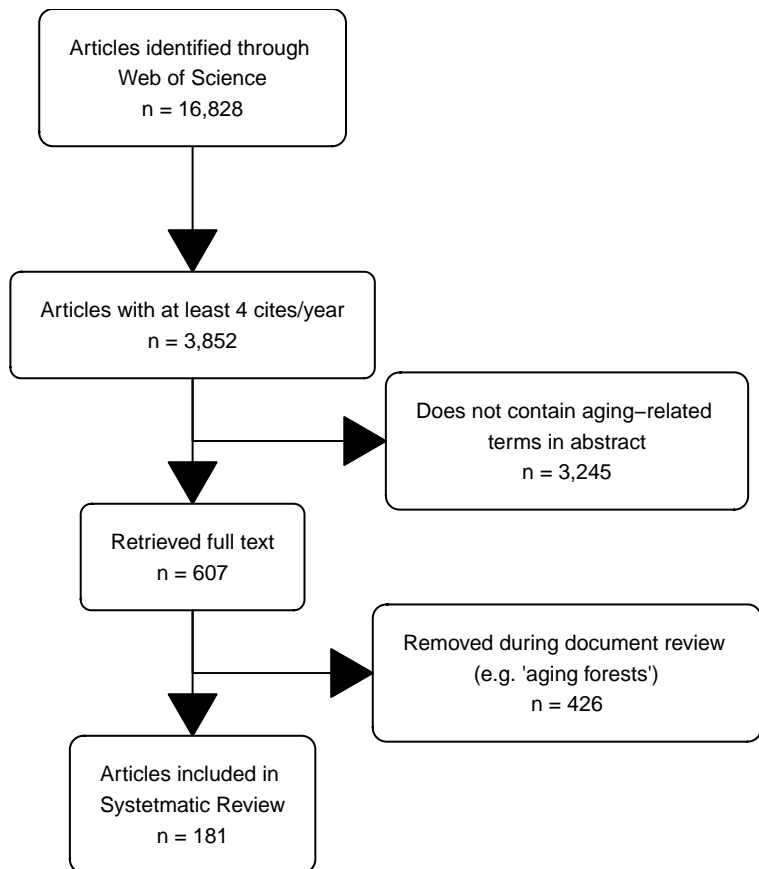 Articles identified through
Web of Science
n = 16,828
Articles with at least 4 cites/year
n = 3,852
Does not contain aging−related
terms in abstract
n = 3,245
Retrieved full text
n = 607
Removed during document review
(e.g. 'aging forests')
n = 426
Articles included in
Systetmatic Review
n = 181